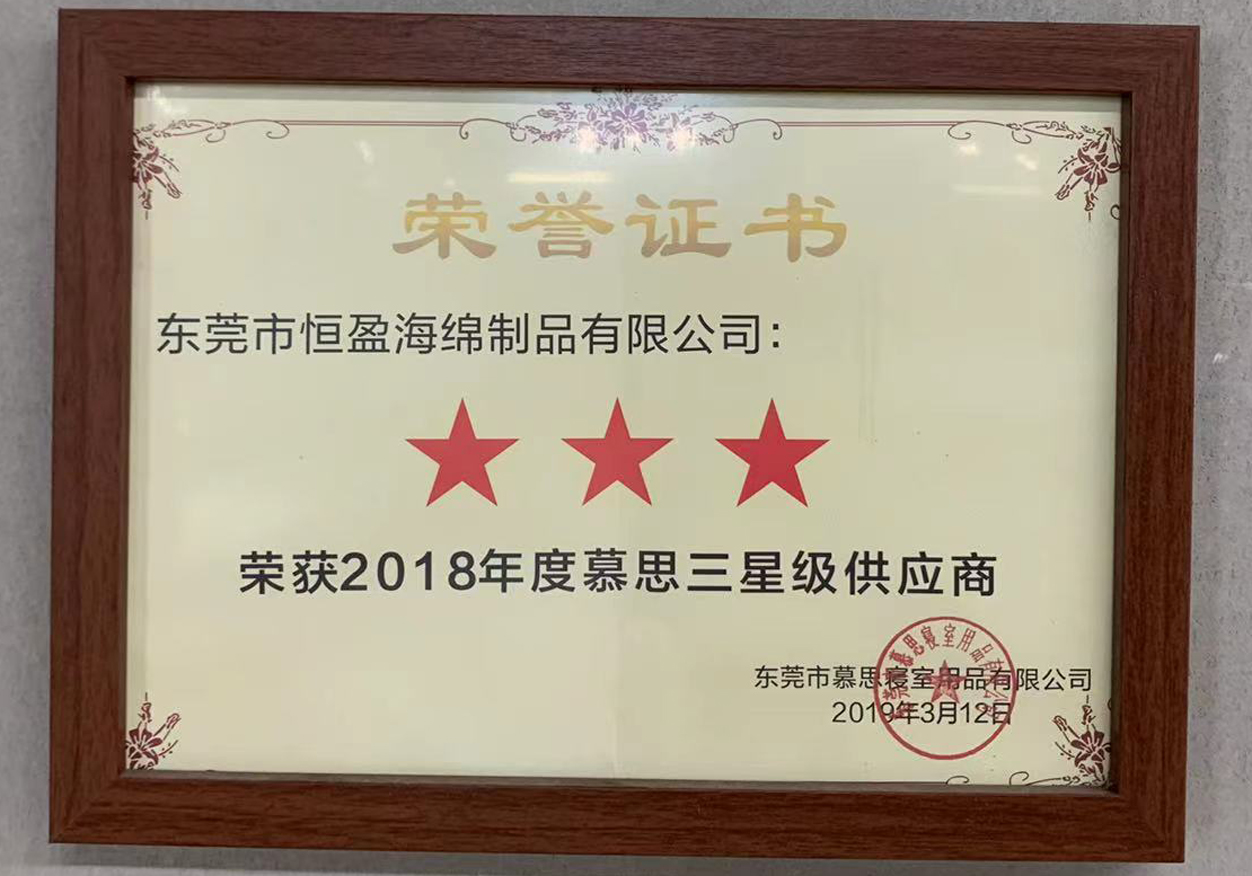 荣誉证书
东莞市恒盈海绵制品有限公司：
荣获2018年度慕思三星级供应商
东莞市慕思寝室用品有限公司
2019年3月12日